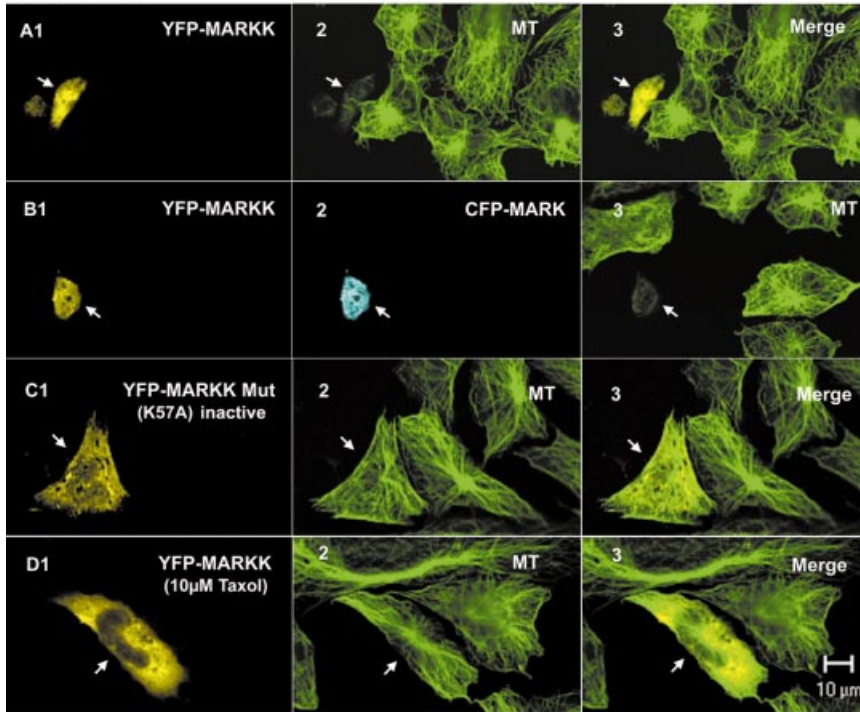 A1 YFP-MARKK 2 MT 3 Merge
B1 YFP-MARKK 2 CFP-MARK 3 MT
C1 YFP-MARKK Mut 2 MT 3 Merge
(K57A) inactive
D1 YFP-MARKK 2 MT 3 Merge
(10µM Taxol)
10 µm